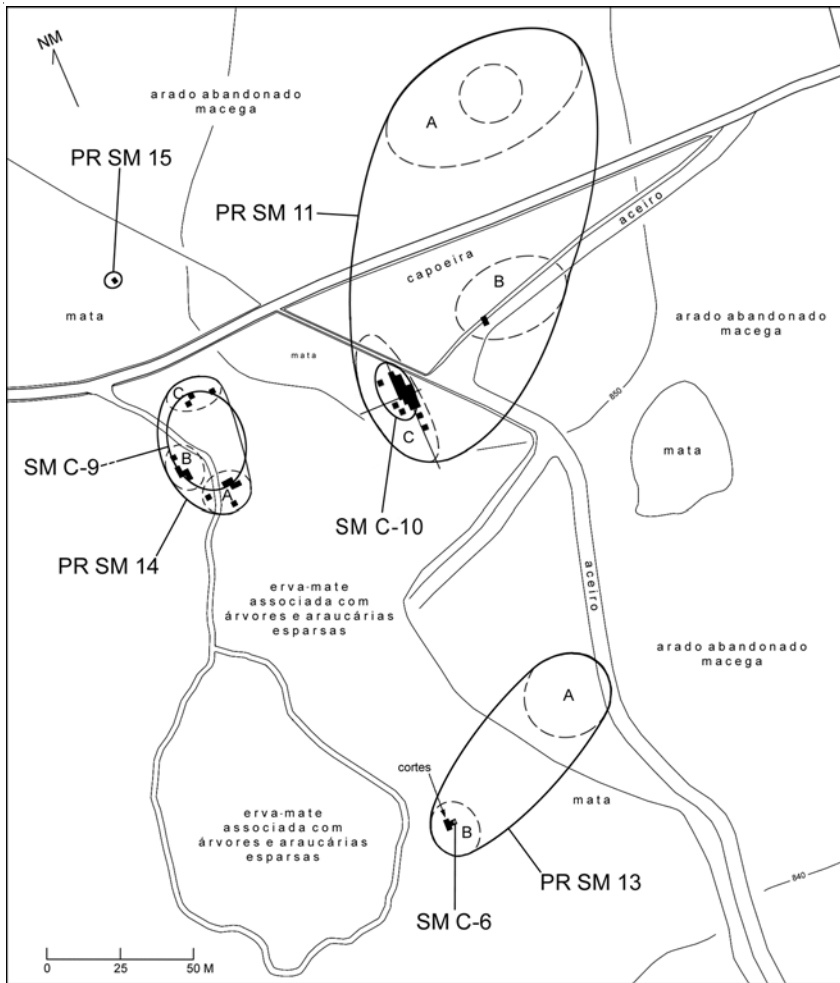 NM
arado abandonado
macega
A
PR SM 15
PR SM 11
aceiro
capoeira
B
mata
arado abandonado
macega
mata
850
C
C
mata
B
SM C-9
A
SM C-10
PR SM 14
erva-mate
associada com
árvores e araucárias
esparsas
aceiro
arado abandonado
macega
A
cortes
mata
erva-mate
associada com
árvores e araucárias
esparsas
B
PR SM 13
840
SM C-6
0 25 50 M